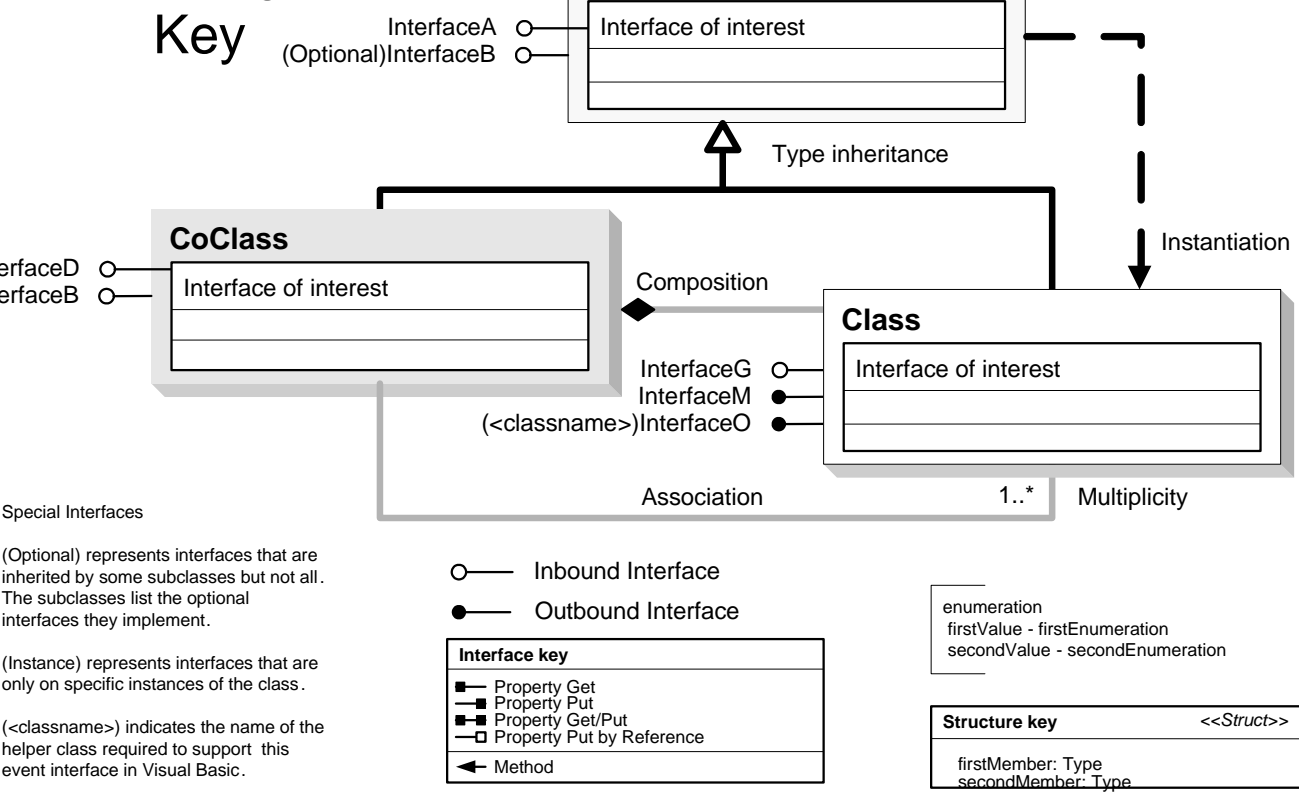 Key
InterfaceA
(Optional)InterfaceB
Interface of interest
Type inheritance
Instantiation
CoClass
erfaceD
erfaceB
Interface of interest
Composition
Class
InterfaceG
InterfaceM
(<classname>)InterfaceO
Interface of interest
Association
1..*
Multiplicity
Special Interfaces
(Optional) represents interfaces that are
inherited by some subclasses but not all.
The subclasses list the optional
interfaces they implement.
(Instance) represents interfaces that are
only on specific instances of the class.
(<classname>) indicates the name of the
helper class required to support this
event interface in Visual Basic.
Inbound Interface
Outbound Interface
Interface key
Property Get
Property Put
Property Get/Put
Property Put by Reference
Method
enumeration
firstValue - firstEnumeration
secondValue - secondEnumeration
Structure key <<Struct>>
firstMember: Type
secondMember: Type